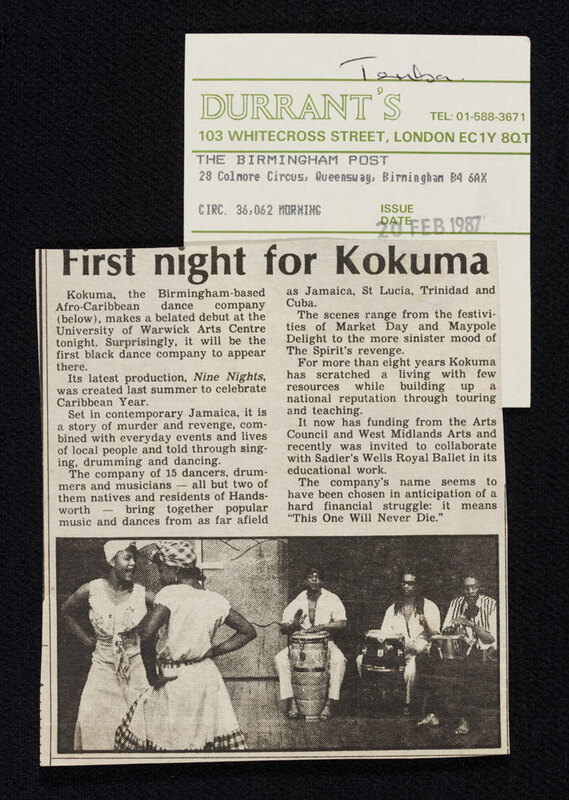 Temba.
DURRANT'S
TEL: 01-588-3671
103 WHITECROSS STREET, LONDON EC1Y 8QT
THE BIRMINGHAM POST
28 Colmore Circus, Queensway, Birmingham B4 6AX
CIRC. 36,062 MORNING
ISSUE
DATE
20 FEB 1987
First night for Kokuma
Kokuma, the Birmingham-based
Afro-Caribbean dance company
(below), makes a belated debut at the
University of Warwick Arts Centre
tonight. Surprisingly, it will be the
first black dance company to appear
there.
Its latest production, Nine Nights,
was created last summer to celebrate
Caribbean Year.
Set in contemporary Jamaica, it is
a story of murder and revenge, com-
bined with everyday events and lives
of local people and told through sing-
ing, drumming and dancing.
The company of 15 dancers, drum-
mers and musicians — all but two of
them natives and residents of Hands-
worth — bring together popular
music and dances from as far afield
as Jamaica, St Lucia, Trinidad and
Cuba.
The scenes range from the festivi-
ties of Market Day and Maypole
Delight to the more sinister mood of
The Spirit's revenge.
For more than eight years Kokuma
has scratched a living with few
resources while building up a
national reputation through touring
and teaching.
It now has funding from the Arts
Council and West Midlands Arts and
recently was invited to collaborate
with Sadler's Wells Royal Ballet in its
educational work.
The company's name seems to
have been chosen in anticipation of a
hard financial struggle: it means
"This One Will Never Die."